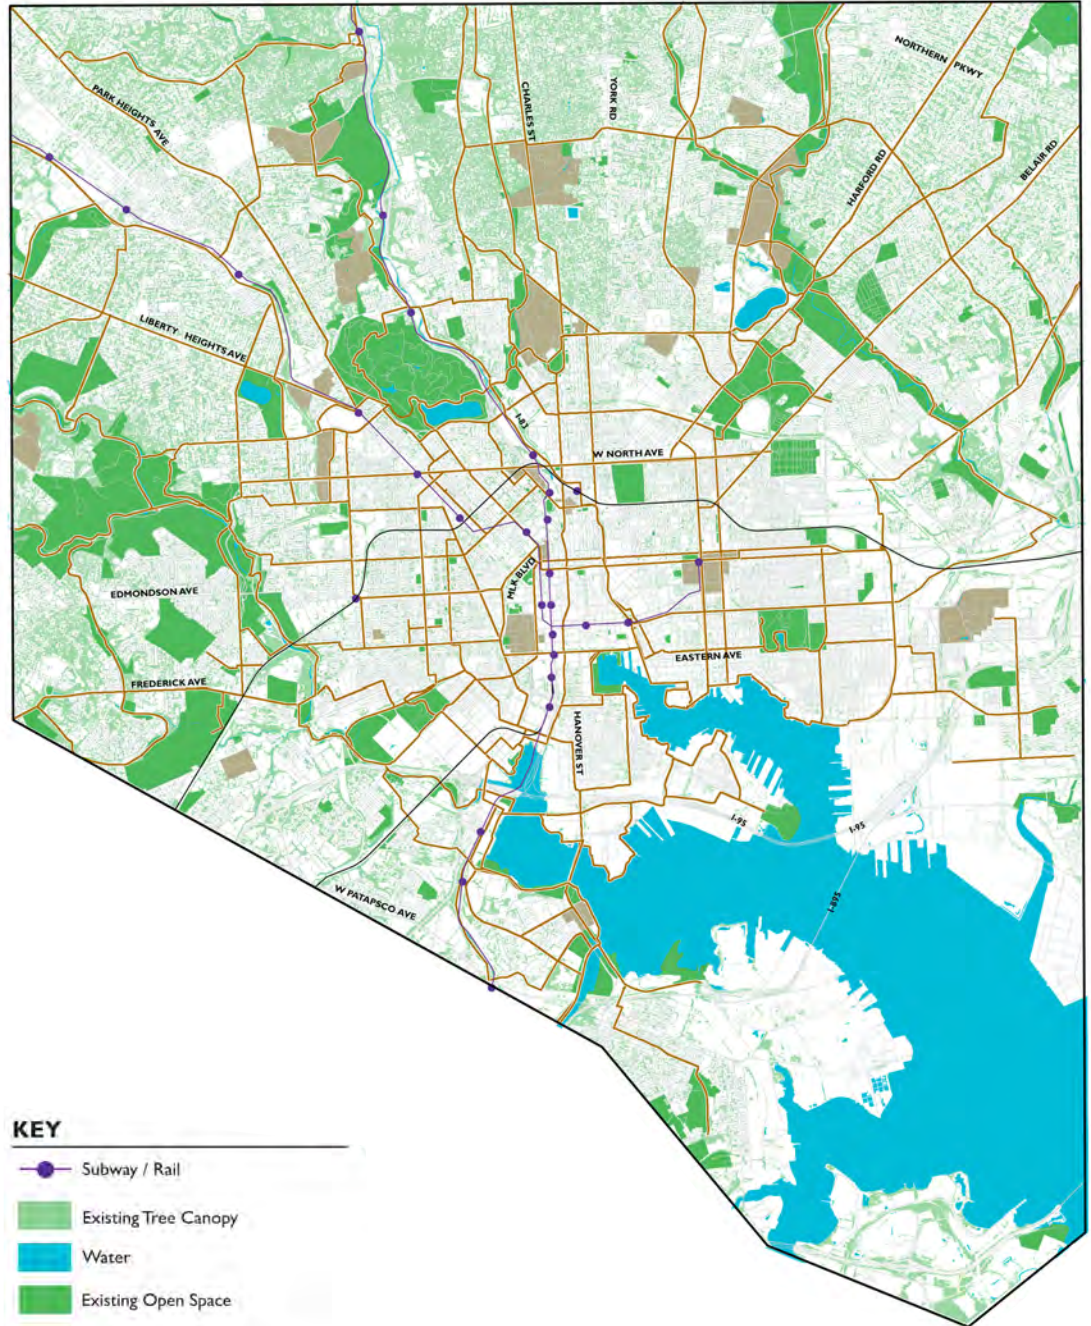 NORTHERN PKWY
PARK HEIGHTS AVE
CHARLES ST
YORK RD
HARFORD RD
BELAIR RD
LIBERTY HEIGHTS AVE
I-83
W NORTH AVE
MLK BLVD
EDMONDSON AVE
EASTERN AVE
FREDERICK AVE
HANOVER ST
I-95
I-95
W PATAPSCO AVE
I-895
KEY
Subway / Rail
Existing Tree Canopy
Water
Existing Open Space